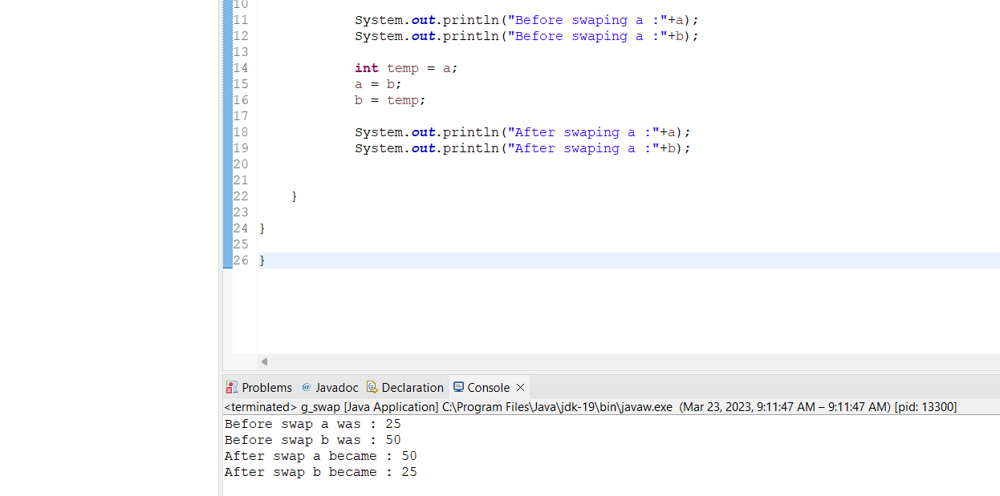 10
11 System.out.println("Before swaping a :"+a);
12 System.out.println("Before swaping a :"+b);
13
14 int temp = a;
15 a = b;
16 b = temp;
17
18 System.out.println("After swaping a :"+a);
19 System.out.println("After swaping a :"+b);
20
21
22 }
23
24 }
25
26 }
Problems @ Javadoc Declaration Console
<terminated> g_swap [Java Application] C:\Program Files\Java\jdk-19\bin\javaw.exe (Mar 23, 2023, 9:11:47 AM – 9:11:47 AM) [pid: 13300]
Before swap a was : 25
Before swap b was : 50
After swap a became : 50
After swap b became : 25